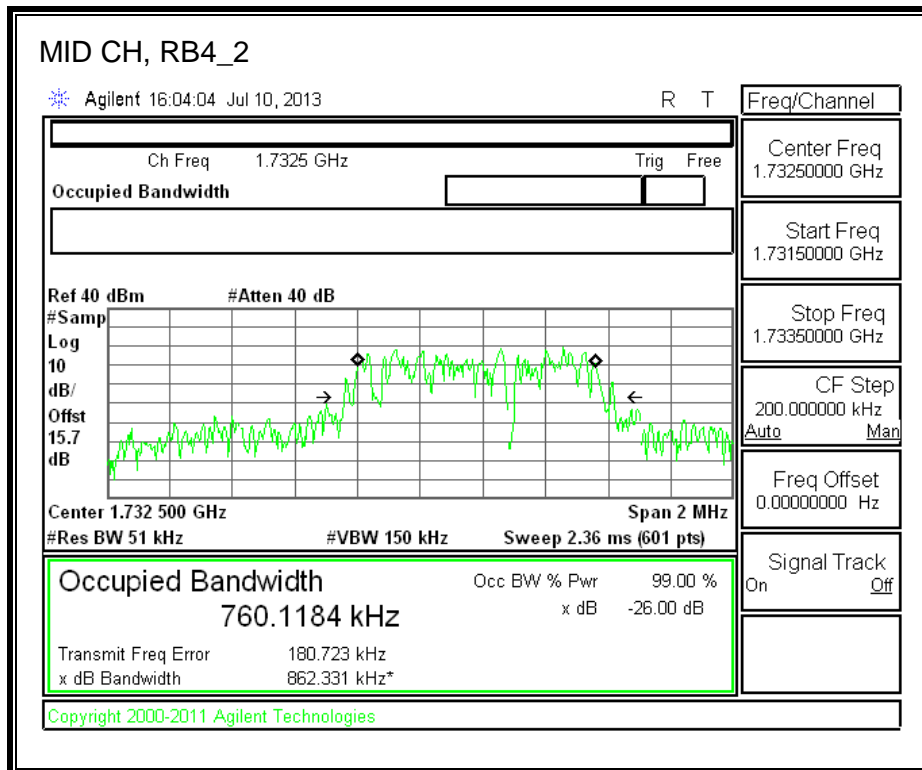 MID CH, RB4_2
Agilent 16:04:04 Jul 10, 2013 R T
Freq/Channel
Ch Freq 1.7325 GHz Trig Free
Occupied Bandwidth
Center Freq
1.73250000 GHz
Start Freq
1.73150000 GHz
Stop Freq
1.73350000 GHz
CF Step
200.000000 kHz
Auto Man
Freq Offset
0.00000000 Hz
Signal Track
On Off
Ref 40 dBm #Atten 40 dB
#Samp
Log
10
dB/
Offst
15.7
dB
Center 1.732 500 GHz Span 2 MHz
#Res BW 51 kHz #VBW 150 kHz Sweep 2.36 ms (601 pts)
Occupied Bandwidth Occ BW % Pwr 99.00 %
760.1184 kHz x dB -26.00 dB
Transmit Freq Error 180.723 kHz
x dB Bandwidth 862.331 kHz*
Copyright 2000-2011 Agilent Technologies